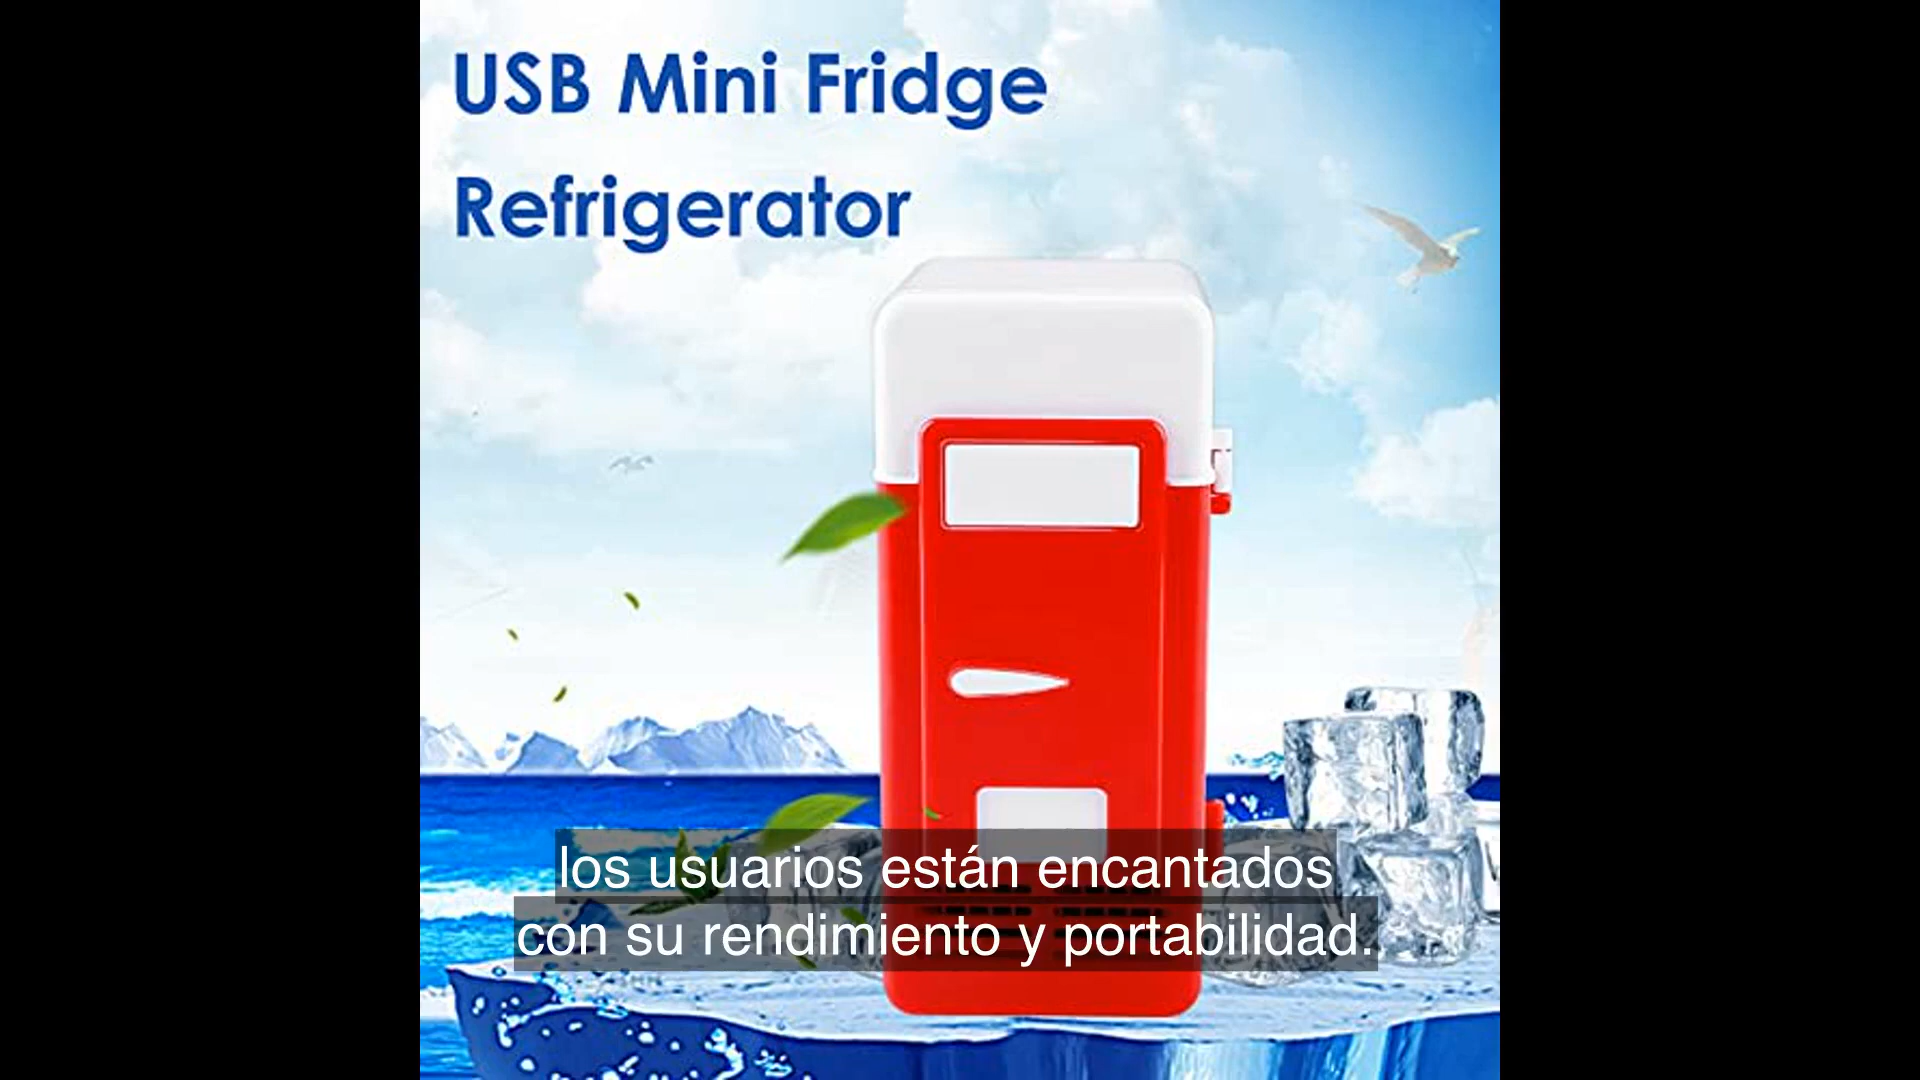 USB Mini Fridge
Refrigerator
los usuarios están encantados
con su rendimiento y portabilidad.